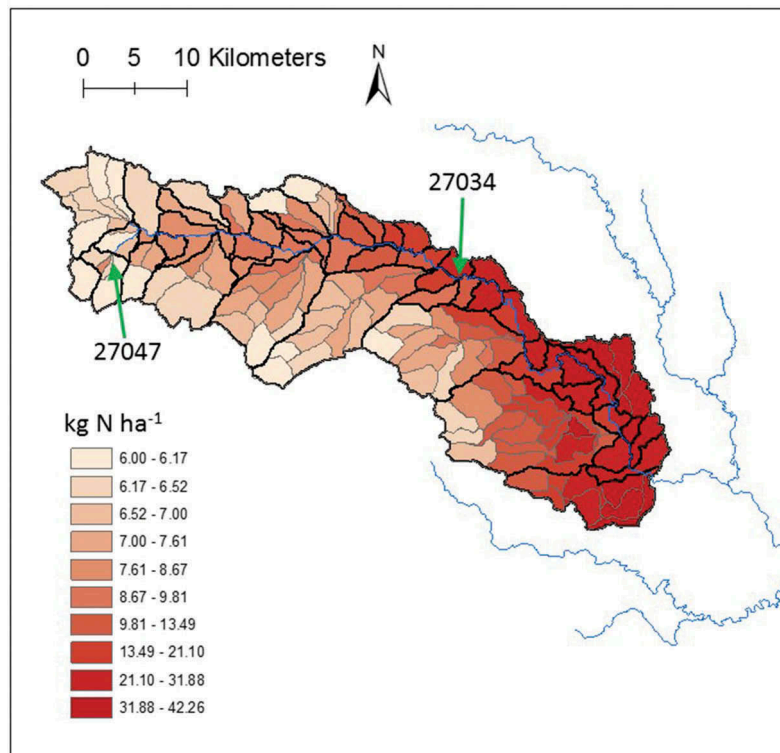 0 5 10 Kilometers
N
27034
27047
kg N ha-1
6.00 - 6.17
6.17 - 6.52
6.52 - 7.00
7.00 - 7.61
7.61 - 8.67
8.67 - 9.81
9.81 - 13.49
13.49 - 21.10
21.10 - 31.88
31.88 - 42.26